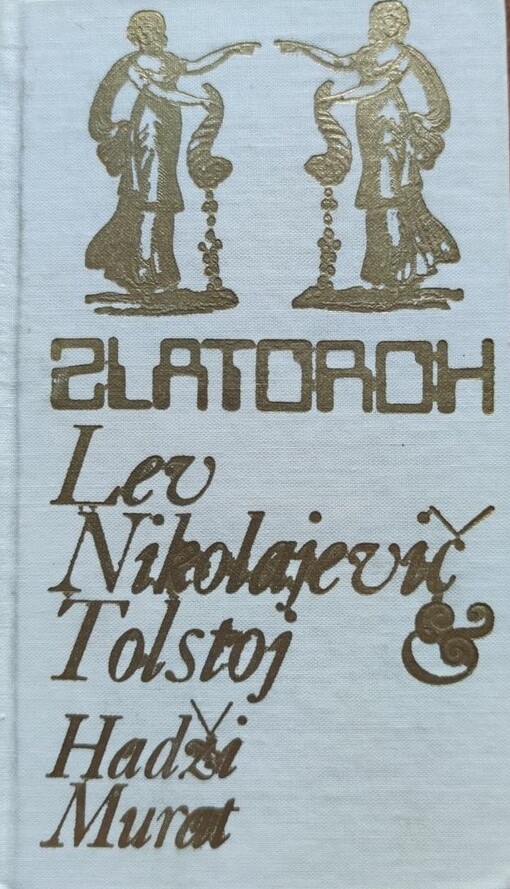 ZLATOROH
Lev
Nikolajevič
Tolstoj &
Hadži
Murat